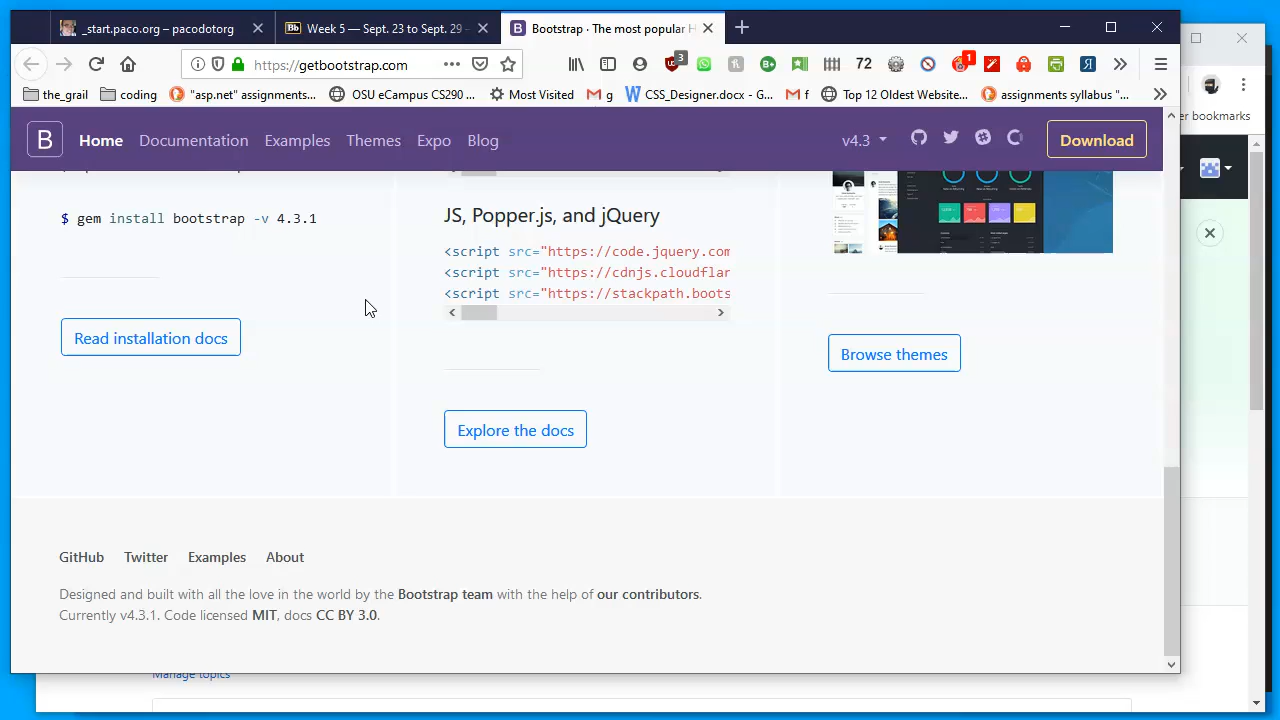 _start.paco.org – pacodotorg
Week 5 — Sept. 23 to Sept. 29 -
Bootstrap · The most popular H
https://getbootstrap.com
3
72
1
the_grail
coding
"asp.net" assignments...
OSU eCampus CS290 ...
Most Visited
g
CSS_Designer.docx - G...
f
Top 12 Oldest Website...
assignments syllabus "...
er bookmarks
B
Home
Documentation
Examples
Themes
Expo
Blog
v4.3
Download
$ gem install bootstrap -v 4.3.1
Read installation docs
JS, Popper.js, and jQuery
<script src="https://code.jquery.com
<script src="https://cdnjs.cloudflar
<script src="https://stackpath.boots
Explore the docs
Browse themes
GitHub
Twitter
Examples
About
Designed and built with all the love in the world by the Bootstrap team with the help of our contributors.
Currently v4.3.1. Code licensed MIT, docs CC BY 3.0.
Manage topics